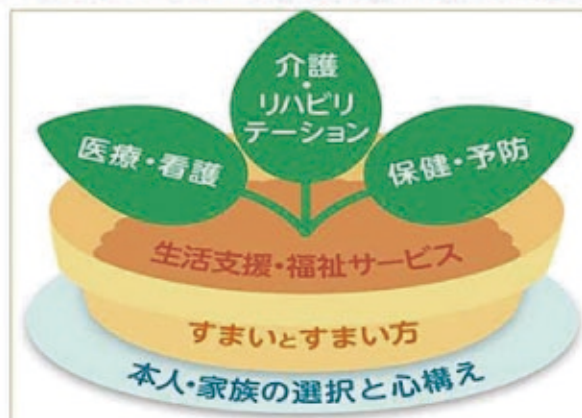 介護
・
リハビリ
テーション
医療・看護
保健・予防
生活支援・福祉サービス
すまいとすまい方
本人・家族の選択と心構え